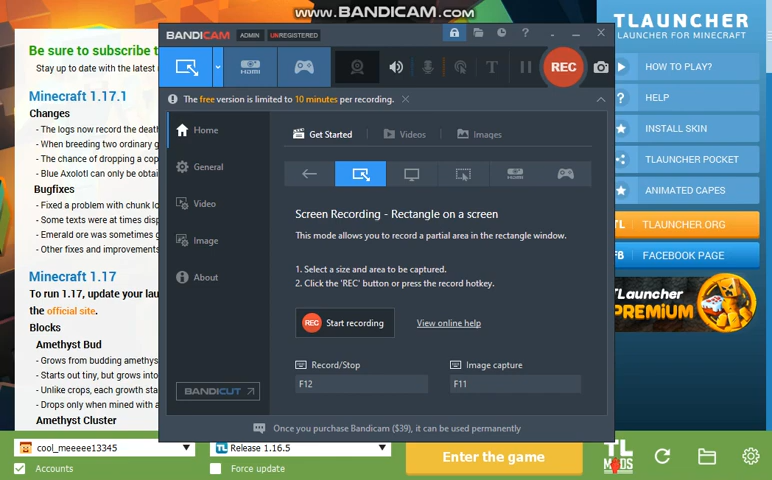 www.BANDICAM.com
TLAUNCHER
LAUNCHER FOR MINECRAFT
Be sure to subscribe t
Stay up to date with the latest
Minecraft 1.17.1
Changes
- The logs now record the death
- When breeding two ordinary g
- The chance of dropping a cop
- Blue Axolotl can only be obtai
Bugfixes
- Fixed a problem with chunk lo
- Some texts were at times disp
- Emerald ore was sometimes g
- Other fixes and improvements
Minecraft 1.17
To run 1.17, update your lau
the official site.
Blocks
Amethyst Bud
- Grows from budding amethys
- Starts out tiny, but grows into
- Unlike crops, each growth sta
- Drops only when mined with a
Amethyst Cluster
BANDICAM ADMIN UNREGISTERED
HDMI
REC
The free version is limited to 10 minutes per recording.
Home
General
Video
Image
About
BANDICUT
Get Started Videos Images
HDMI
Screen Recording - Rectangle on a screen
This mode allows you to record a partial area in the rectangle window.
1. Select a size and area to be captured.
2. Click the 'REC' button or press the record hotkey.
REC Start recording View online help
Record/Stop Image capture
F12 F11
Once you purchase Bandicam ($39), it can be used permanently
HOW TO PLAY?
HELP
INSTALL SKIN
TLAUNCHER POCKET
ANIMATED CAPES
TL TLAUNCHER.ORG
FB FACEBOOK PAGE
TLauncher
PREMIUM
cool_meeeee13345
Accounts
TL Release 1.16.5
Force update
Enter the game
TL
MODS